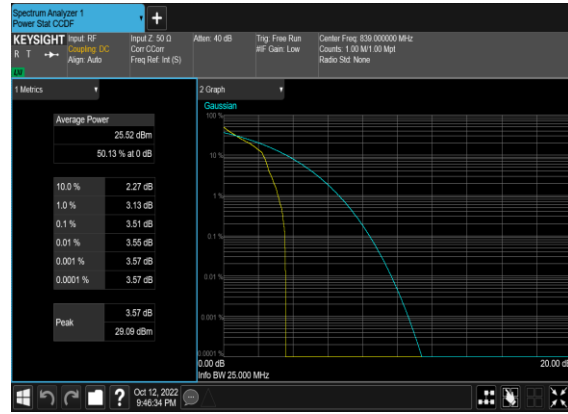 Spectrum Analyzer 1
Power Stat CCDF
+
KEYSIGHT
R T
LW
Input: RF
Coupling: DC
Align: Auto
Input Z: 50 Ω
Corr CCorr
Freq Ref: Int (S)
Atten: 40 dB
Trig: Free Run
#IF Gain: Low
Center Freq: 839.000000 MHz
Counts: 1.00 M/1.00 Mpt
Radio Std: None
1 Metrics
Average Power
25.52 dBm
50.13 % at 0 dB
10.0 % 2.27 dB
1.0 % 3.13 dB
0.1 % 3.51 dB
0.01 % 3.55 dB
0.001 % 3.57 dB
0.0001 % 3.57 dB
Peak
3.57 dB
29.09 dBm
2 Graph
Gaussian
100 %
10 %
1 %
0.1 %
0.01 %
0.001 %
0.0001 %
0.00 dB
20.00 dB
Info BW 25.000 MHz
?
Oct 12, 2022
9:46:34 PM